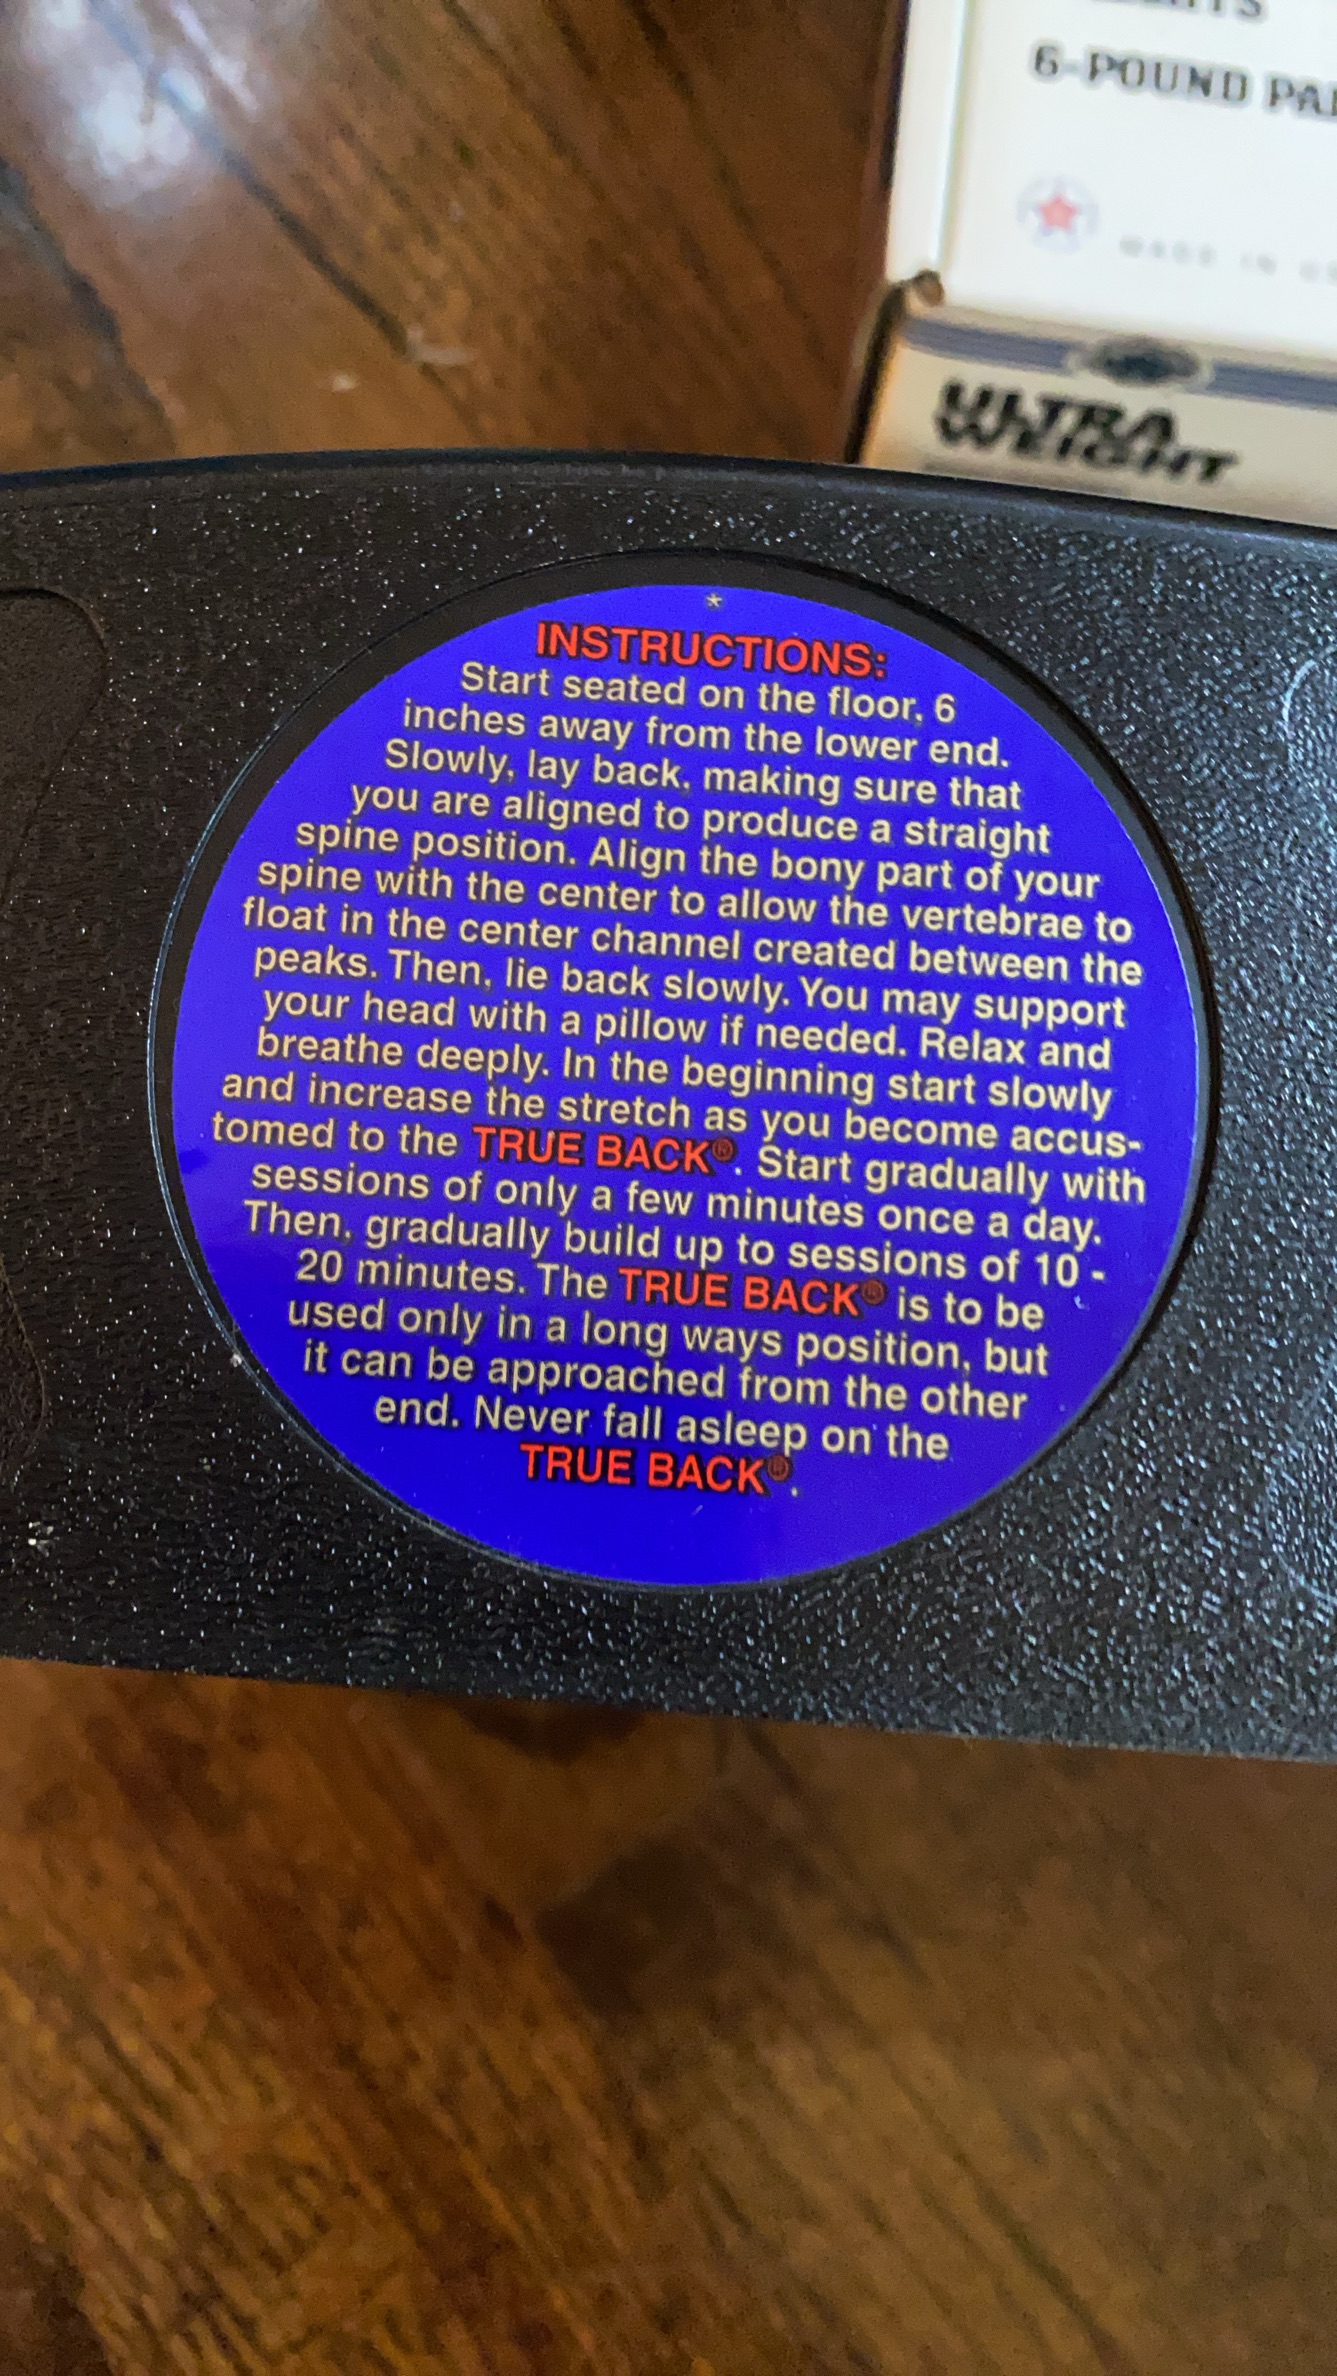 6-POUND
MADE IN
ULTRA
WEIGHT
*
INSTRUCTIONS:
Start seated on the floor, 6
inches away from the lower end.
Slowly, lay back, making sure that
you are aligned to produce a straight
spine position. Align the bony part of your
spine with the center to allow the vertebrae to
float in the center channel created between the
peaks. Then, lie back slowly. You may support
your head with a pillow if needed. Relax and
breathe deeply. In the beginning start slowly
and increase the stretch as you become accus-
tomed to the TRUE BACK®. Start gradually with
sessions of only a few minutes once a day.
Then, gradually build up to sessions of 10 -
20 minutes. The TRUE BACK® is to be
used only in a long ways position, but
it can be approached from the other
end. Never fall asleep on the
TRUE BACK®.